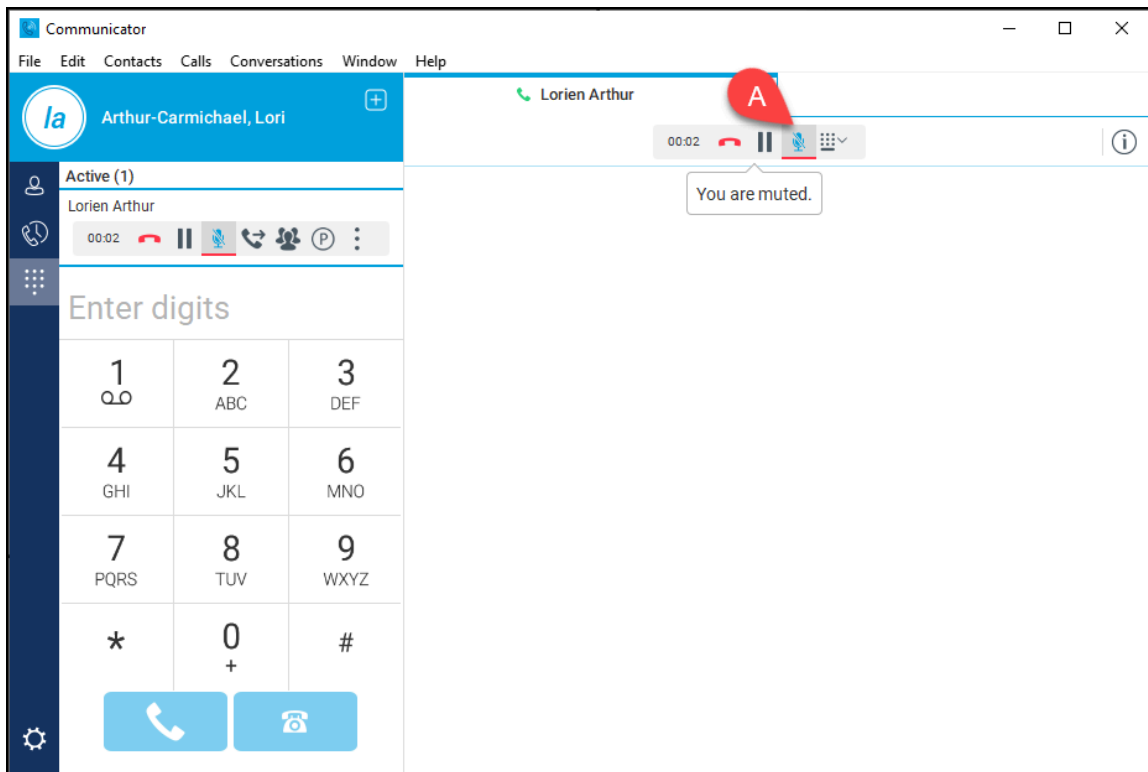 Communicator
File Edit Contacts Calls Conversations Window Help
la
Arthur-Carmichael, Lori
Active (1)
Lorien Arthur
00:02
P
Enter digits
1
2 ABC
3 DEF
4 GHI
5 JKL
6 MNO
7 PQRS
8 TUV
9 WXYZ
*
0 +
#
Lorien Arthur
A
00:02
i
You are muted.